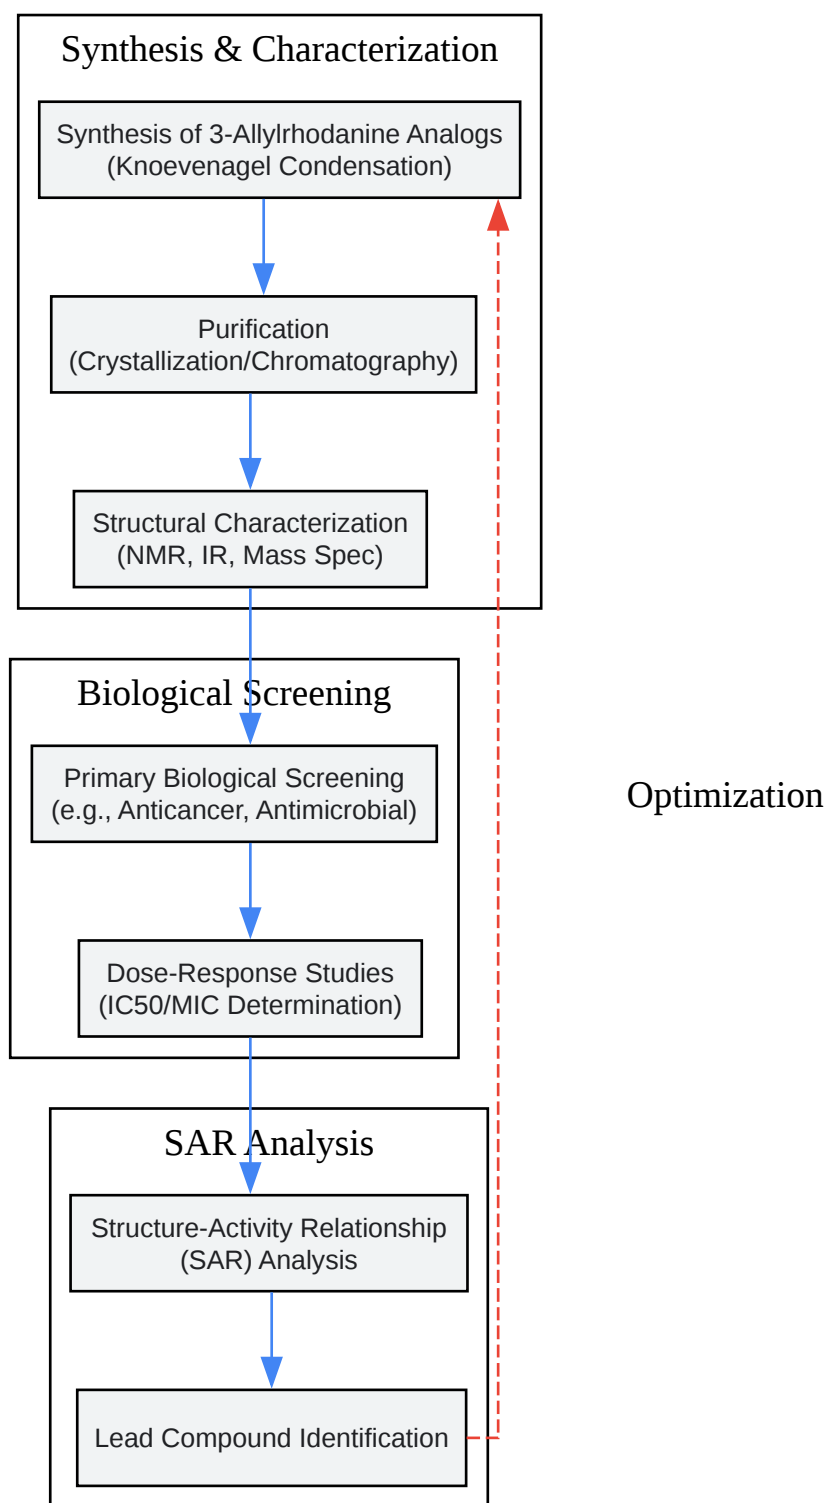 Synthesis & Characterization
Synthesis of 3-Allylrhodanine Analogs
(Knoevenagel Condensation)
Purification
(Crystallization/Chromatography)
Structural Characterization
(NMR, IR, Mass Spec)
Biological Screening
Primary Biological Screening
(e.g., Anticancer, Antimicrobial)
Optimization
Dose-Response Studies
(IC50/MIC Determination)
SAR Analysis
Structure-Activity Relationship
(SAR) Analysis
Lead Compound Identification